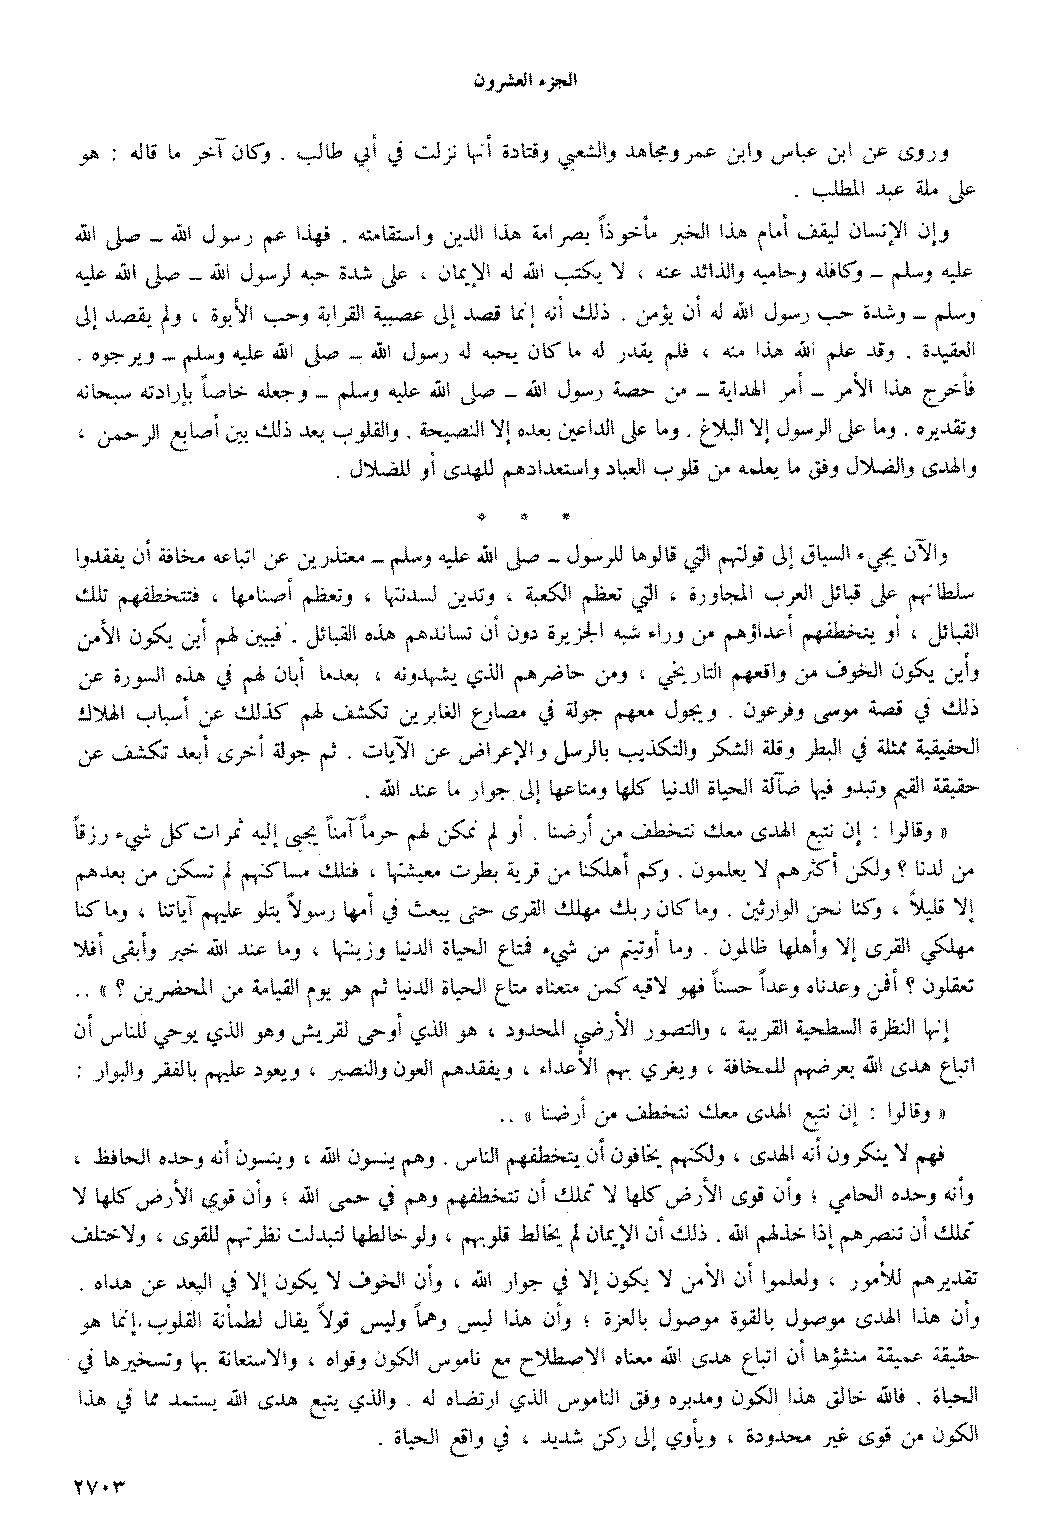 الجزء العشرون
وروى عن ابن عباس وابن عمر ومجاهد والشعبي وقتادة أنها نزلت في أبي طالب . وكان آخر ما قاله : هو
على ملة عبد المطلب .
وإن الإنسان ليقف أمام هذا الخبر مأخوذاً بصرامة هذا الدين واستقامته . فهذا عم رسول الله – صلى الله
عليه وسلم – وكافله وحاميه والذائد عنه ، لا يكتب الله له الإيمان ، على شدة حبه لرسول الله – صلى الله عليه
وسلم – وشدة حب رسول الله له أن يؤمن . ذلك أنه إنما قصد إلى عصبية القرابة وحب الأبوة ، ولم يقصد إلى
العقيدة . وقد علم الله هذا منه ، فلم يقدر له ما كان يحبه له رسول الله – صلى الله عليه وسلم – ويرجوه .
فأخرج هذا الأمر – أمر الهداية – من حصة رسول الله – صلى الله عليه وسلم – وجعله خاصاً بإرادته سبحانه
وتقديره . وما على الرسول إلا البلاغ . وما على الداعين بعده إلا النصيحة . والقلوب بعد ذلك بين أصابع الرحمن ،
والهدى والضلال وفق ما يعلمه من قلوب العباد واستعدادهم للهدى أو للضلال .
* * *
والآن يجيء السياق إلى قولتهم التي قالوها للرسول – صلى الله عليه وسلم – معتذرين عن اتباعه مخافة أن يفقدوا
سلطانهم على قبائل العرب المجاورة ، التي تعظم الكعبة ، وتدين لسدنتها ، وتعظم أصنامها ، فتتخطفهم تلك
القبائل ، أو يتخطفهم أعداؤهم من وراء شبه الجزيرة دون أن تساندهم هذه القبائل . فيبين لهم أين يكون الأمن
وأين يكون الخوف من واقعهم التاريخي ، ومن حاضرهم الذي يشهدونه ، بعدما أبان لهم في هذه السورة عن
ذلك في قصة موسى وفرعون . ويجول معهم جولة في مصارع الغابرين تكشف لهم كذلك عن أسباب الهلاك
الحقيقية ممثلة في البطر وقلة الشكر والتكذيب بالرسل والإعراض عن الآيات . ثم جولة أخرى أبعد تكشف عن
حقيقة القيم وتبدو فيها ضآلة الحياة الدنيا كلها ومتاعها إلى جوار ما عند الله .
« وقالوا : إن نتبع الهدى معك نتخطف من أرضنا . أو لم نمكن لهم حرماً آمناً يجبى إليه ثمرات كل شيء رزقاً
من لدنا ؟ ولكن أكثرهم لا يعلمون . وكم أهلكنا من قرية بطرت معيشتها ، فتلك مساكنهم لم تسكن من بعدهم
إلا قليلاً ، وكنا نحن الوارثين . وما كان ربك مهلك القرى حتى يبعث في أمها رسولاً يتلو عليهم آياتنا ، وما كنا
مهلكي القرى إلا وأهلها ظالمون . وما أوتيتم من شيء فمتاع الحياة الدنيا وزينتها ، وما عند الله خير وأبقى أفلا
تعقلون ؟ أفمن وعدناه وعداً حسناً فهو لاقيه كمن متعناه متاع الحياة الدنيا ثم هو يوم القيامة من المحضرين ؟ » ..
إنها النظرة السطحية القريبة ، والتصور الأرضي المحدود ، هو الذي أوحى لقريش وهو الذي يوحي للناس أن
اتباع هدى الله يعرضهم للمخافة ، ويغري بهم الأعداء ، ويفقدهم العون والنصير ، ويعود عليهم بالفقر والبوار :
« وقالوا : إن نتبع الهدى معك نتخطف من أرضنا » ..
فهم لا ينكرون أنه الهدى ، ولكنهم يخافون أن يتخطفهم الناس . وهم ينسون الله ، وينسون أنه وحده الحافظ ،
وأنه وحده الحامي ؛ وأن قوى الأرض كلها لا تملك أن تتخطفهم وهم في حمى الله ؛ وأن قوى الأرض كلها لا
تملك أن تنصرهم إذا خذلهم الله . ذلك أن الإيمان لم يخالط قلوبهم ، ولو خالطها لتبدلت نظرتهم للقوى ، ولاختلف
تقديرهم للأمور ، ولعلموا أن الأمن لا يكون إلا في جوار الله ، وأن الخوف لا يكون إلا في البعد عن هداه .
وأن هذا الهدى موصول بالقوة موصول بالعزة ؛ وأن هذا ليس وهماً وليس قولاً يقال لطمأنة القلوب . إنما هو
حقيقة عميقة منشؤها أن اتباع هدى الله معناه الاصطلاح مع ناموس الكون وقواه ، والاستعانة بها وتسخيرها في
الحياة . فالله خالق هذا الكون ومدبره وفق الناموس الذي ارتضاه له . والذي يتبع هدى الله يستمد مما في هذا
الكون من قوى غير محدودة ، ويأوي إلى ركن شديد ، في واقع الحياة .
٢٧٠٣